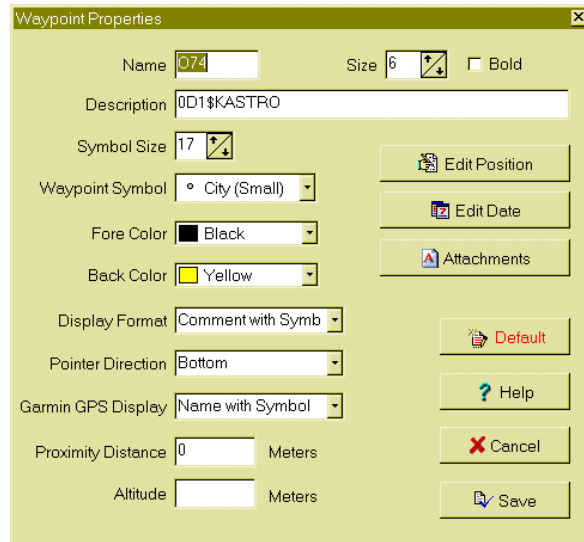 Waypoint Properties
Name O74 Size 6 Bold
Description 0D1$KASTRO
Symbol Size 17
Edit Position
Waypoint Symbol City (Small)
Edit Date
Fore Color Black
Attachments
Back Color Yellow
Display Format Comment with Symb
Default
Pointer Direction Bottom
Help
Garmin GPS Display Name with Symbol
Proximity Distance 0 Meters
Cancel
Altitude Meters
Save